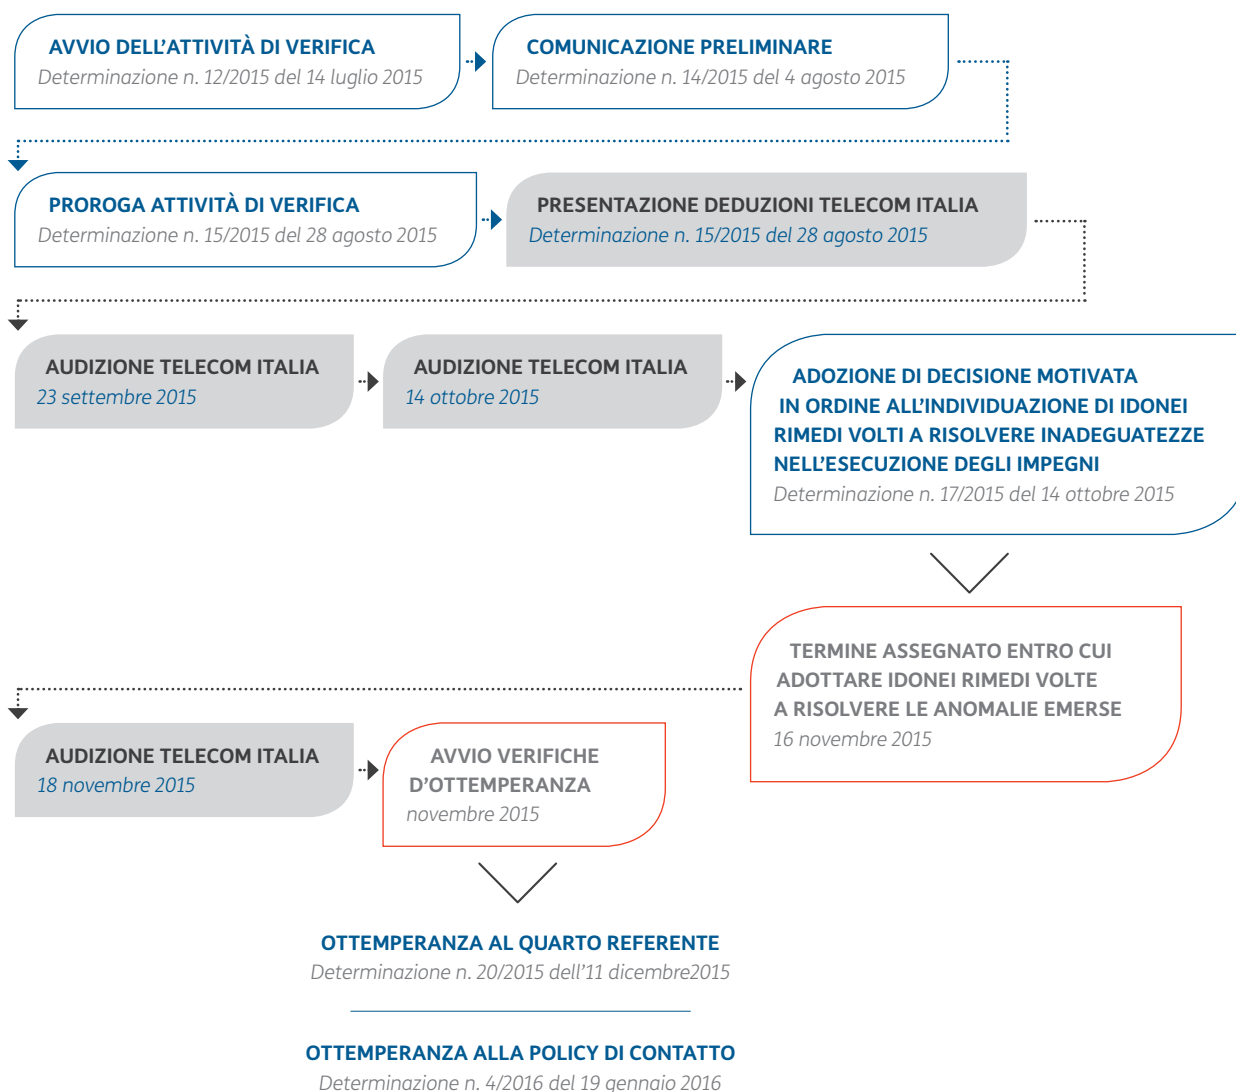 AVVIO DELL’ATTIVITÀ DI VERIFICA
Determinazione n. 12/2015 del 14 luglio 2015
COMUNICAZIONE PRELIMINARE
Determinazione n. 14/2015 del 4 agosto 2015
PROROGA ATTIVITÀ DI VERIFICA
Determinazione n. 15/2015 del 28 agosto 2015
PRESENTAZIONE DEDUZIONI TELECOM ITALIA
Determinazione n. 15/2015 del 28 agosto 2015
AUDIZIONE TELECOM ITALIA
23 settembre 2015
AUDIZIONE TELECOM ITALIA
14 ottobre 2015
ADOZIONE DI DECISIONE MOTIVATA
IN ORDINE ALL’INDIVIDUAZIONE DI IDONEI
RIMEDI VOLTI A RISOLVERE INADEGUATEZZE
NELL’ESECUZIONE DEGLI IMPEGNI
Determinazione n. 17/2015 del 14 ottobre 2015
TERMINE ASSEGNATO ENTRO CUI
ADOTTARE IDONEI RIMEDI VOLTE
A RISOLVERE LE ANOMALIE EMERSE
16 novembre 2015
AUDIZIONE TELECOM ITALIA
18 novembre 2015
AVVIO VERIFICHE
D’OTTEMPERANZA
novembre 2015
OTTEMPERANZA AL QUARTO REFERENTE
Determinazione n. 20/2015 dell’11 dicembre2015
OTTEMPERANZA ALLA POLICY DI CONTATTO
Determinazione n. 4/2016 del 19 gennaio 2016